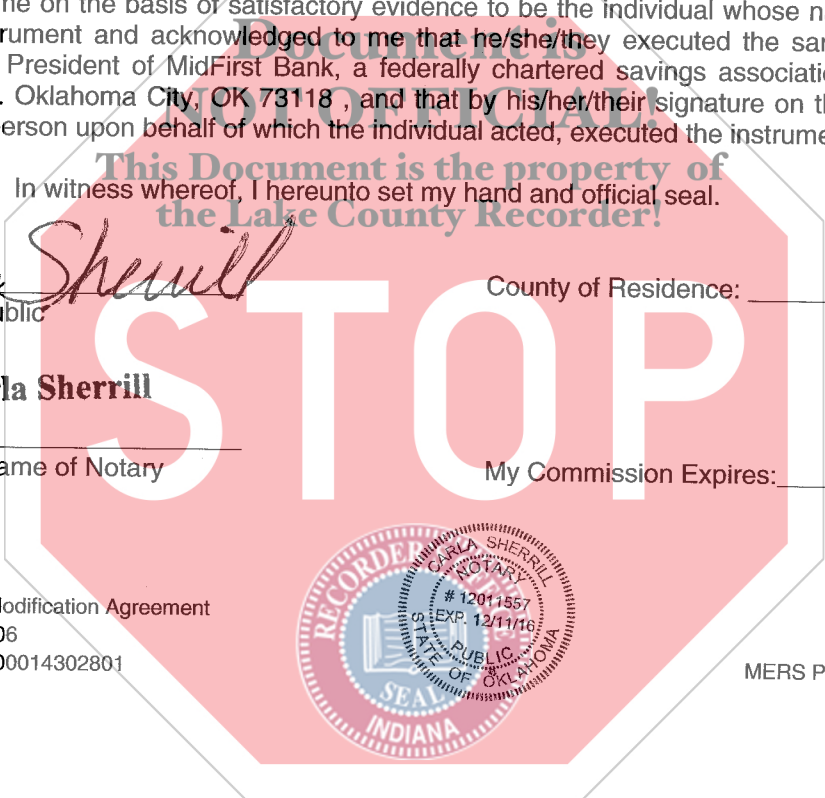 me on the basis of satisfactory evidence to be the individual whose n
Document is
rument and acknowledged to me that he/she/they executed the sar
President of MidFirst Bank, a federally chartered savings associati
. Oklahoma City, OK 73118 , and that by his/her/their signature on t
NOT OFFICIAL!
erson upon behalf of which the individual acted, executed the instrume
This Document is the property of
In witness whereof, I hereunto set my hand and official seal.
the Lake County Recorder!
Sherrill
County of Residence:
ublic
STOP
la Sherrill
ame of Notary
My Commission Expires:
RECORDER'S OFFICE
SEAL
INDIANA
CARLA SHERRILL
NOTARY
# 12011557
EXP. 12/11/16
PUBLIC
STATE OF OKLAHOMA
Modification Agreement
06
00014302801
MERS P